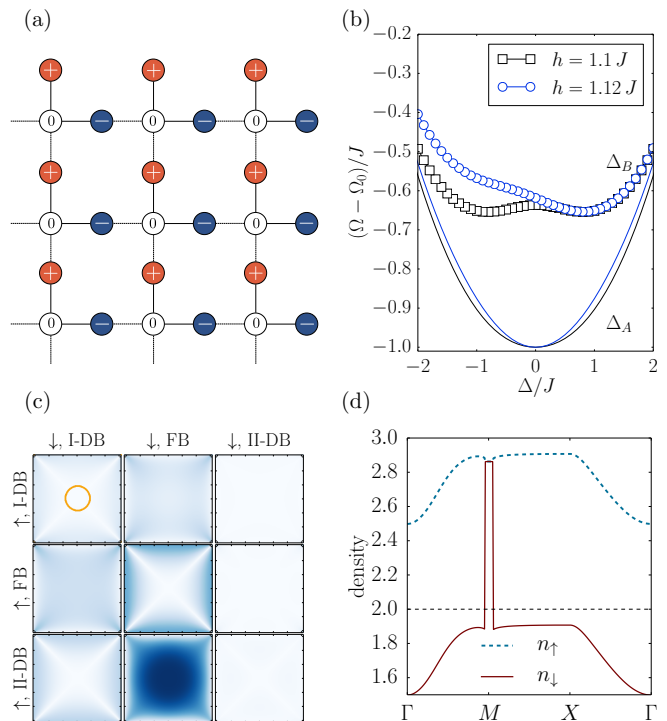 (a)
+ + +
0 − 0 − 0 −
+ + +
0 − 0 − 0 −
+ + +
0 − 0 − 0 −
(b)
h = 1.1 J
h = 1.12 J
(Ω − Ω₀)/J
−0.2
−0.3
−0.4
−0.5
−0.6
−0.7
−0.8
−0.9
−1.0
Δ_B
Δ_A
−2 −1 0 1 2
Δ/J
(c)
↓, I-DB ↓, FB ↓, II-DB
↑, I-DB
↑, FB
↑, II-DB
(d)
density
3.0
2.8
2.6
2.4
2.2
2.0
1.8
1.6
n↑
n↓
Γ M X Γ